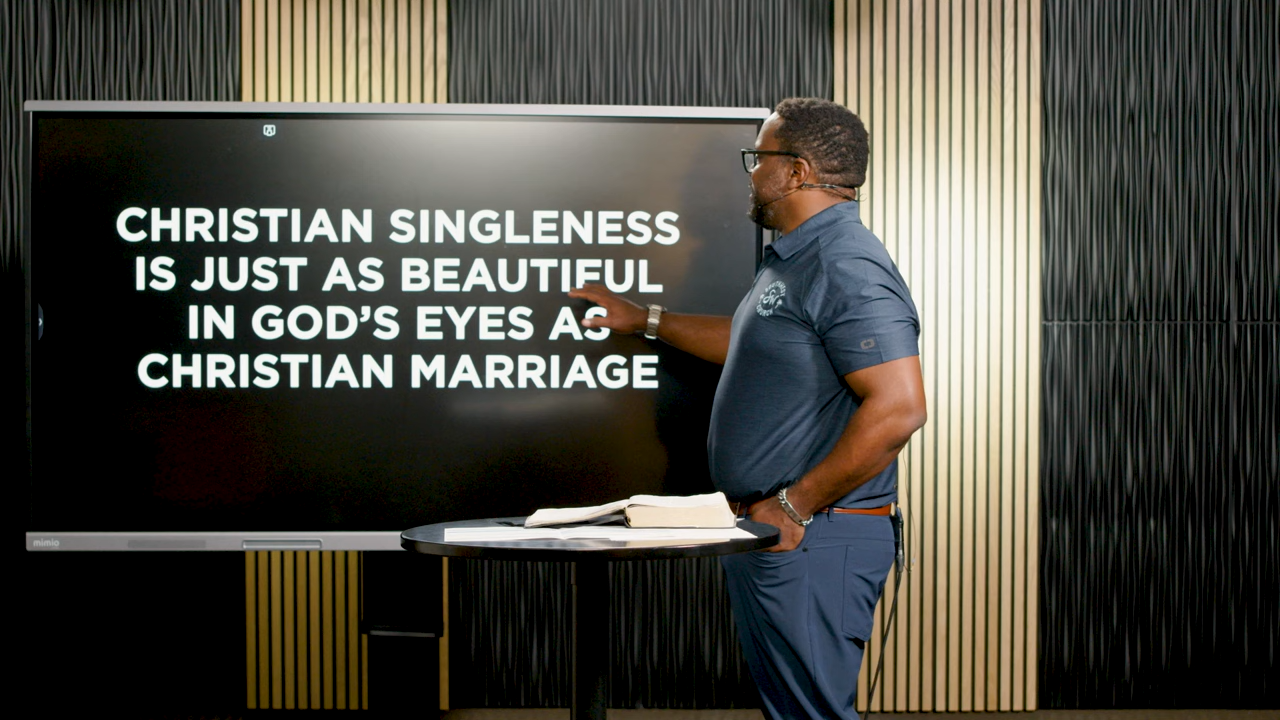 CHRISTIAN SINGLENESS
IS JUST AS BEAUTIFUL
IN GOD'S EYES AS
CHRISTIAN MARRIAGE
mimio